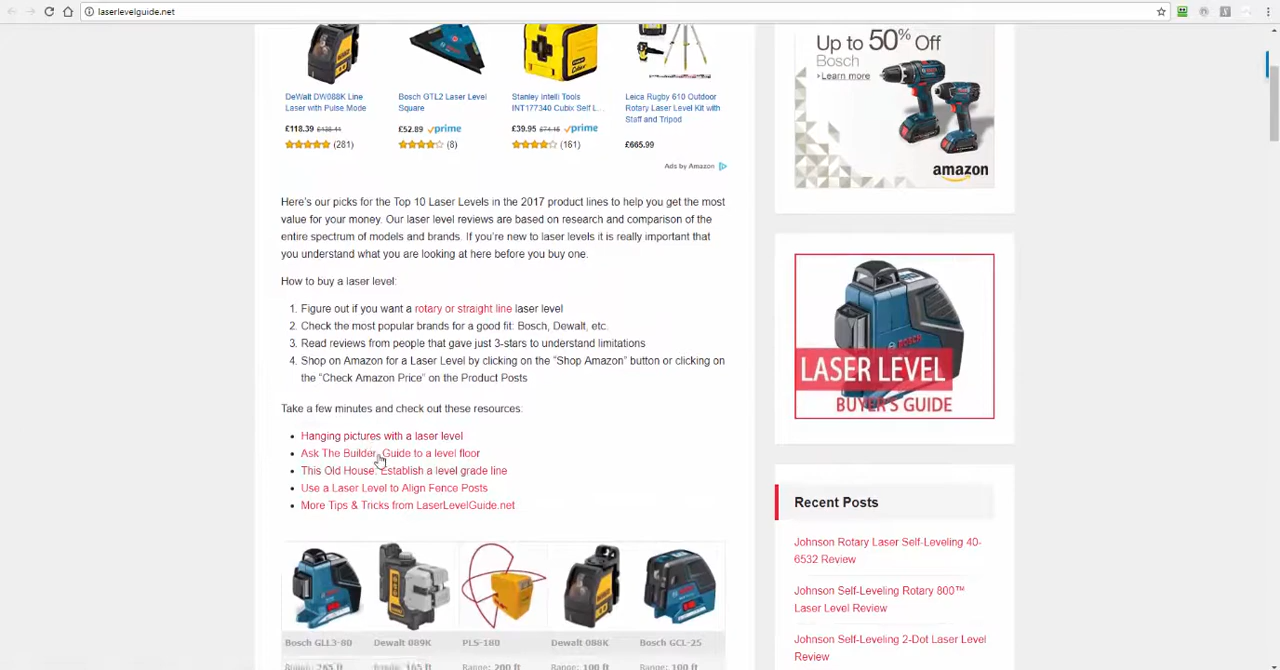 laserlevelguide.net
DeWalt DW088K Line
Laser with Pulse Mode
£118.39
(281)
Bosch GTL2 Laser Level
Square
£52.89 prime
(8)
Stanley Intelli Tools
INT177340 Cubix Self L...
£39.95 £74.15 prime
(161)
Leica Rugby 610 Outdoor
Rotary Laser Level Kit with
Staff and Tripod
£665.99
Ads by Amazon
Here's our picks for the Top 10 Laser Levels in the 2017 product lines to help you get the most
value for your money. Our laser level reviews are based on research and comparison of the
entire spectrum of models and brands. If you're new to laser levels it is really important that
you understand what you are looking at here before you buy one.
How to buy a laser level:
1. Figure out if you want a rotary or straight line laser level
2. Check the most popular brands for a good fit: Bosch, Dewalt, etc.
3. Read reviews from people that gave just 3-stars to understand limitations
4. Shop on Amazon for a Laser Level by clicking on the "Shop Amazon" button or clicking on
the "Check Amazon Price" on the Product Posts
Take a few minutes and check out these resources:
• Hanging pictures with a laser level
• Ask The Builder: Guide to a level floor
• This Old House: Establish a level grade line
• Use a Laser Level to Align Fence Posts
• More Tips & Tricks from LaserLevelGuide.net
Bosch GLL3-80 Dewalt 089K PLS-180 Dewalt 088K Bosch GCL-25
Range: 265 ft Range: 165 ft Range: 200 ft Range: 100 ft Range: 100 ft
Up to 50% Off
Bosch
›Learn more
amazon
BOSCH
LASER LEVEL
BUYER'S GUIDE
Recent Posts
Johnson Rotary Laser Self-Leveling 40-
6532 Review
Johnson Self-Leveling Rotary 800™
Laser Level Review
Johnson Self-Leveling 2-Dot Laser Level
Review